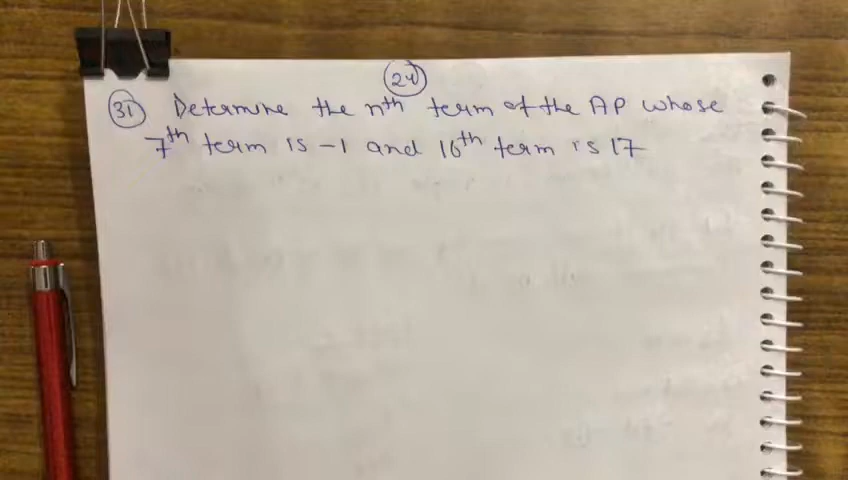 24
31 Determine the nth term of the AP whose
7th term is -1 and 16th term is 17